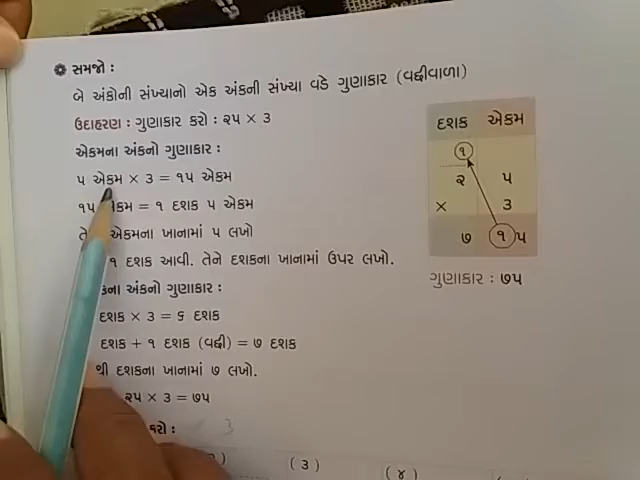 સમજો :
બે અંકોની સંખ્યાનો એક અંકની સંખ્યા વડે ગુણાકાર (વદ્દીવાળા)
ઉદાહરણ : ગુણાકાર કરો : ૨૫ × ૩
એકમના અંકનો ગુણાકાર :
૫ એકમ × ૩ = ૧૫ એકમ
૧૫ એકમ = ૧ દશક ૫ એકમ
એકમના ખાનામાં ૫ લખો
૧ દશક આવી. તેને દશકના ખાનામાં ઉપર લખો.
અંકનો ગુણાકાર :
દશક × ૩ = ૬ દશક
દશક + ૧ દશક (વદ્દી) = ૭ દશક
થી દશકના ખાનામાં ૭ લખો.
૨૫ × ૩ = ૭૫
દશક એકમ
૧
૨ ૫
× ૩
૭ ૧૫
ગુણાકાર : ૭૫
૩
(૩) (૪)